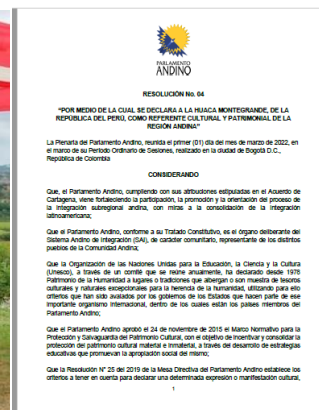 PARLAMENTO
ANDINO
RESOLUCIÓN No. 04
“POR MEDIO DE LA CUAL SE DECLARA A LA HUACA MONTEGRANDE, DE LA
REPÚBLICA DEL PERÚ, COMO REFERENTE CULTURAL Y PATRIMONIAL DE LA
REGIÓN ANDINA”
La Plenaria del Parlamento Andino, reunida el primer (01) día del mes de marzo de 2022, en
el marco de su Período Ordinario de Sesiones, realizado en la ciudad de Bogotá D.C.,
República de Colombia
CONSIDERANDO
Que, el Parlamento Andino, cumpliendo con sus atribuciones estipuladas en el Acuerdo de
Cartagena, viene fortaleciendo la participación, la promoción y la orientación del proceso de
la integración subregional andina, con miras a la consolidación de la integración
latinoamericana;
Que el Parlamento Andino, conforme a su Tratado Constitutivo, es el órgano deliberante del
Sistema Andino de Integración (SAI), de carácter comunitario, representante de los distintos
pueblos de la Comunidad Andina;
Que la Organización de las Naciones Unidas para la Educación, la Ciencia y la Cultura
(Unesco), a través de un comité que se reúne anualmente, ha declarado desde 1978
Patrimonio de la Humanidad a lugares o tradiciones que albergan o son muestra de tesoros
culturales y naturales excepcionales para la herencia de la humanidad, utilizando para ello
criterios que han sido avalados por los gobiernos de los Estados que hacen parte de ese
importante organismo internacional, dentro de los cuales están los países miembros del
Parlamento Andino;
Que el Parlamento Andino aprobó el 24 de noviembre de 2015 el Marco Normativo para la
Protección y Salvaguardia del Patrimonio Cultural, con el objetivo de incentivar y consolidar la
protección del patrimonio cultural material e inmaterial, a través del desarrollo de estrategias
educativas que promuevan la apropiación social del mismo;
Que la Resolución N° 25 del 2019 de la Mesa Directiva del Parlamento Andino establece los
criterios a tener en cuenta para declarar una determinada expresión o manifestación cultural,
1